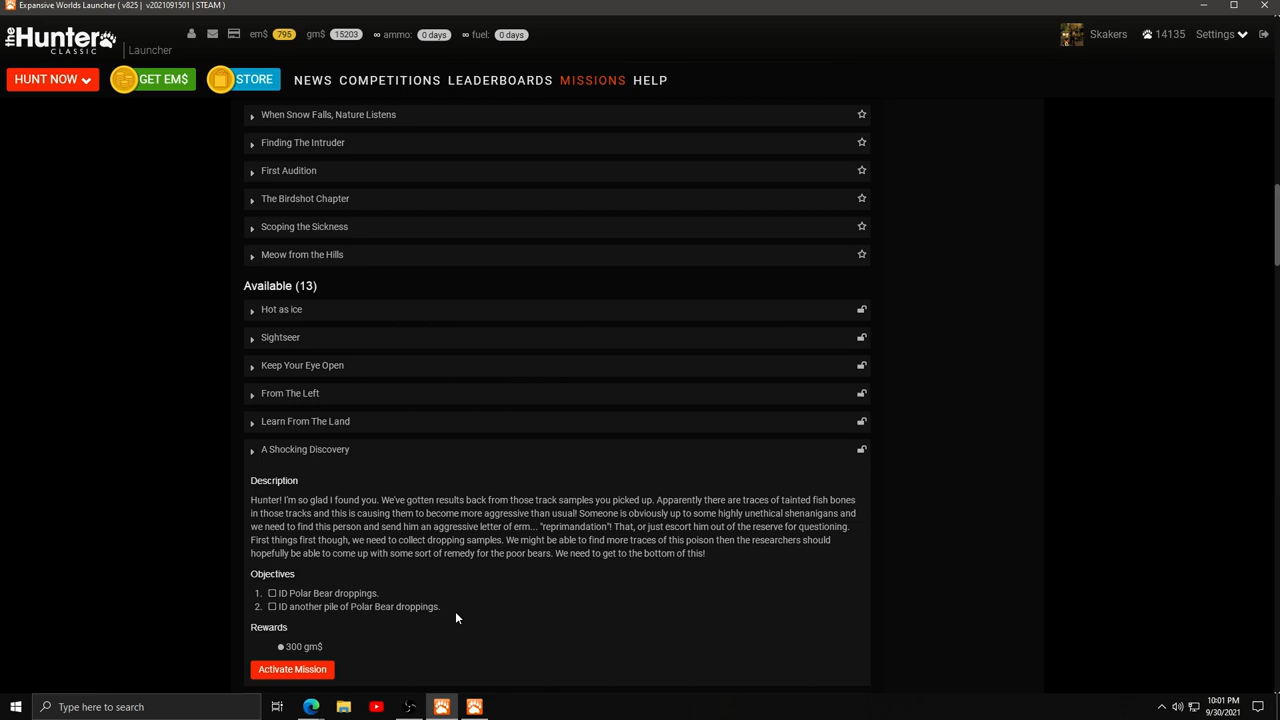 Expansive Worlds Launcher ( v825 | v2021091501 | STEAM )
theHunter CLASSIC
Launcher
em$ 795 gm$ 15203 ∞ ammo: 0 days ∞ fuel: 0 days
Skakers 14135 Settings
HUNT NOW GET EM$ STORE NEWS COMPETITIONS LEADERBOARDS MISSIONS HELP
When Snow Falls, Nature Listens
Finding The Intruder
First Audition
The Birdshot Chapter
Scoping the Sickness
Meow from the Hills
Available (13)
Hot as ice
Sightseer
Keep Your Eye Open
From The Left
Learn From The Land
A Shocking Discovery
Description
Hunter! I'm so glad I found you. We've gotten results back from those track samples you picked up. Apparently there are traces of tainted fish bones
in those tracks and this is causing them to become more aggressive than usual! Someone is obviously up to some highly unethical shenanigans and
we need to find this person and send him an aggressive letter of erm... "reprimandation"! That, or just escort him out of the reserve for questioning.
First things first though, we need to collect dropping samples. We might be able to find more traces of this poison then the researchers should
hopefully be able to come up with some sort of remedy for the poor bears. We need to get to the bottom of this!
Objectives
1. ID Polar Bear droppings.
2. ID another pile of Polar Bear droppings.
Rewards
300 gm$
Activate Mission
Type here to search
10:01 PM
9/30/2021